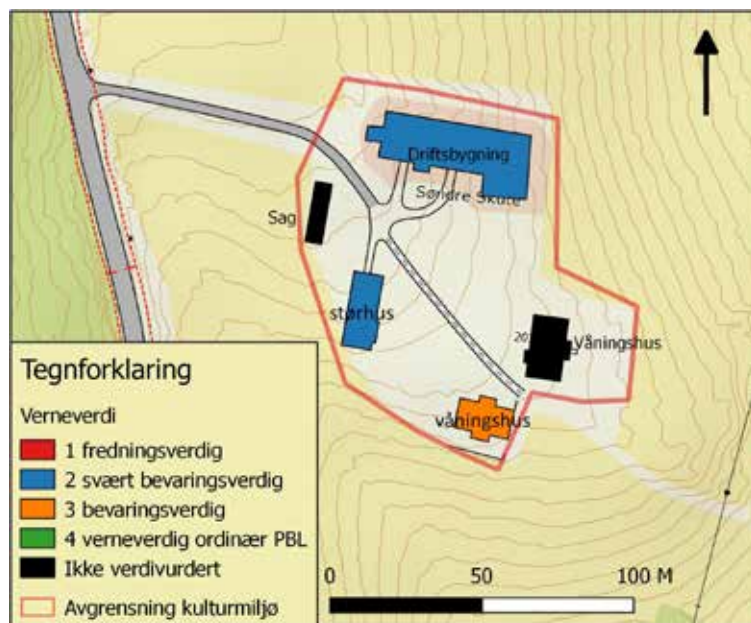 Driftsbygning
Søndre Skute
Sag
størhus
20
Våningshus
våningshus
Tegnforklaring
Verneverdi
1 fredningsverdig
2 svært bevaringsverdig
3 bevaringsverdig
4 verneverdig ordinær PBL
Ikke verdivurdert
Avgrensning kulturmiljø
0 50 100 M